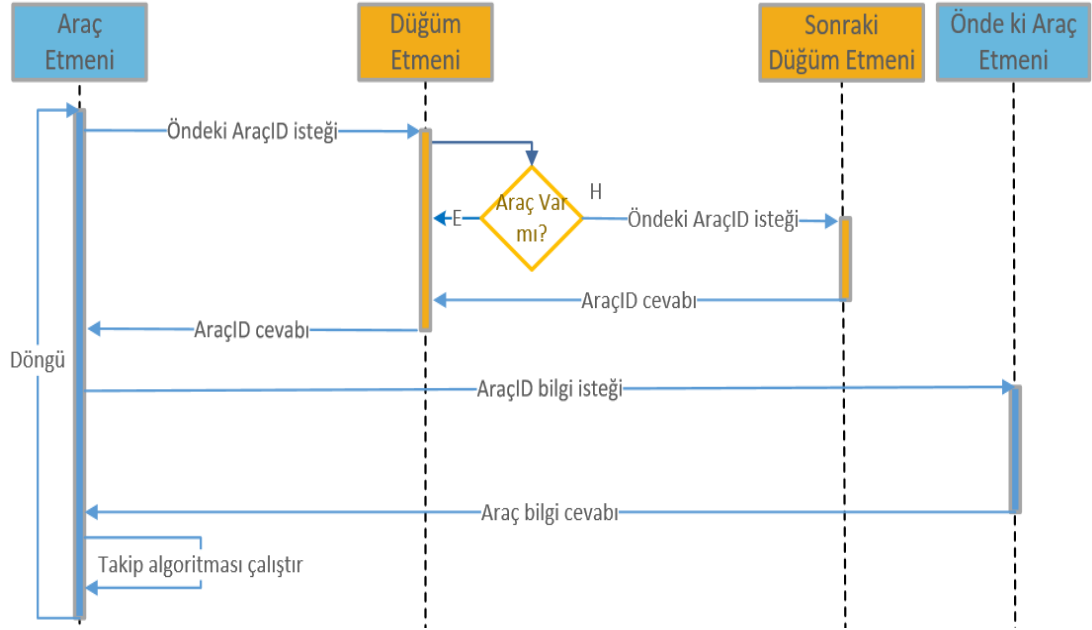 Araç
Etmeni
Düğüm
Etmeni
Sonraki
Düğüm Etmeni
Önde ki Araç
Etmeni
Öndeki AraçID isteği
Araç Var
mı?
E
H
Öndeki AraçID isteği
AraçID cevabı
AraçID cevabı
Döngü
AraçID bilgi isteği
Araç bilgi cevabı
Takip algoritması çalıştır